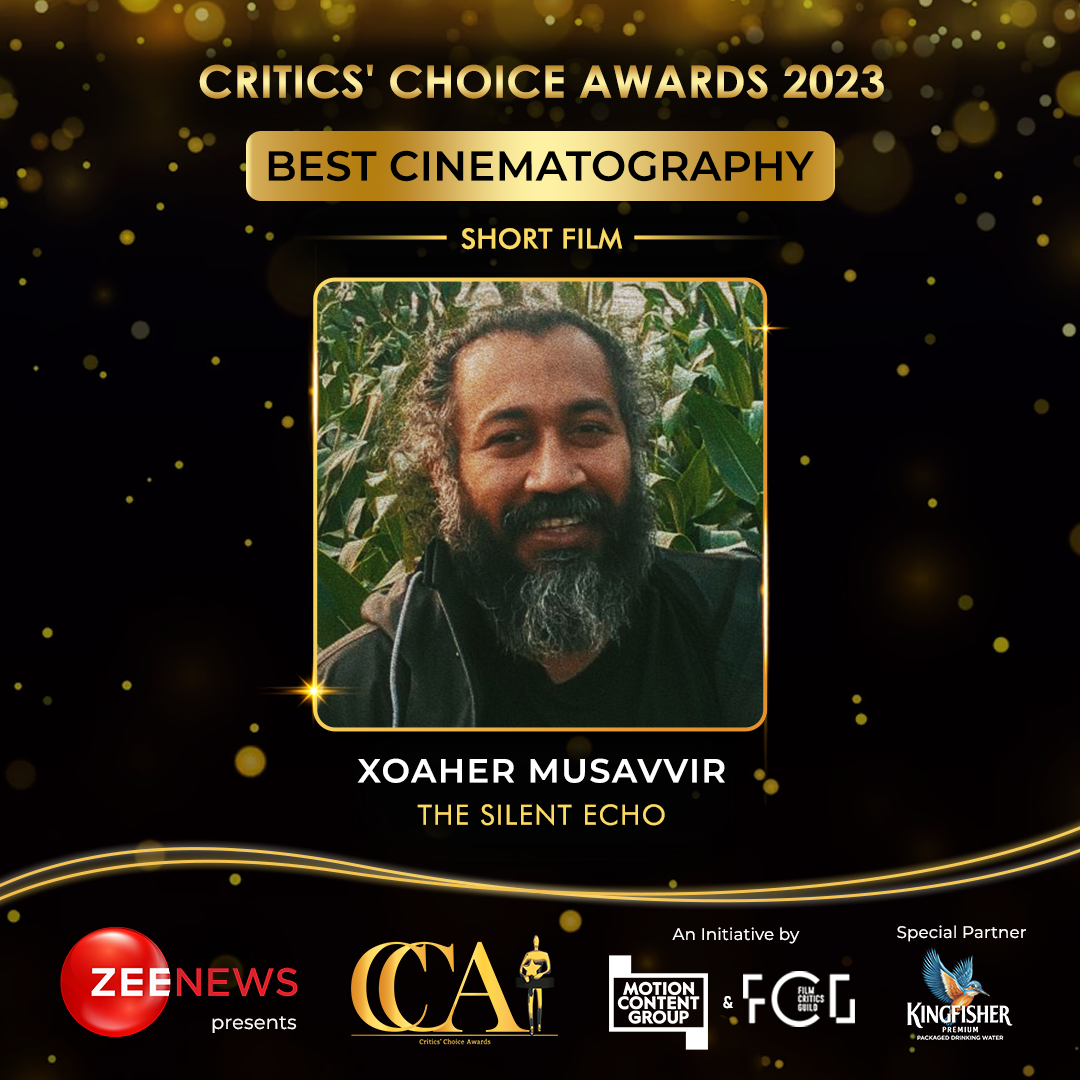 CRITICS' CHOICE AWARDS 2023
BEST CINEMATOGRAPHY
SHORT FILM
XOAHER MUSAVVIR
THE SILENT ECHO
ZEENEWS
presents
CCA
Critics' Choice Awards
An Initiative by
MOTION
CONTENT
GROUP
&
FCG
FILM
CRITICS
GUILD
Special Partner
KINGFISHER
PREMIUM
PACKAGED DRINKING WATER